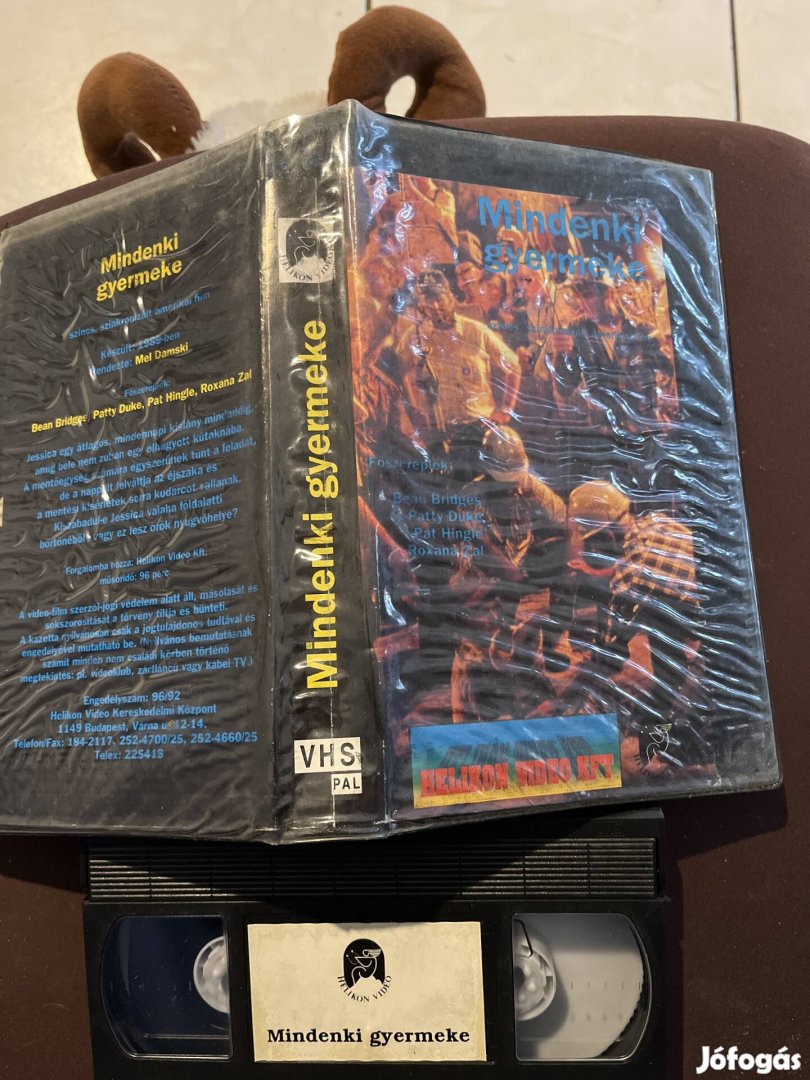 Mindenki
gyermeke
színes, szinkronizált amerikai film
Készült: 1989-ben
Rendezte: Mel Damski
Főszerepink:
Bean Bridges, Patty Duke, Pat Hingle, Roxana Zal
Jessica egy átlagos, mindennapi kislány mindaddig,
amíg bele nem zuhan egy elhagyott kútaknába.
A mentőegység számára egyszerűnek tűnt a feladat,
de a nappalt felváltja az éjszaka és
a mentési kísérletek sorra kudarcot vallanak.
Kiszabadul-e Jessica valaha földalatti
börtönéből vagy ez lesz örök nyugvóhelye?
Forgalomba hozza: Helikon Video Kft.
műsoridő: 96 perc
A video-film szerzői-jogi védelem alatt áll, másolását és
sokszorosítását a törvény tiltja és bünteti.
A kazetta nyilvánosan csak a jogtulajdonos tudtával és
engedélyével mutatható be. (Nyilvános bemutatásnak
számít minden nem családi körben történő
megtekintés: pl. videoklub, zártláncú vagy kábel TV.)
Engedélyszám: 96/92
Helikon Video Kereskedelmi Központ
1149 Budapest, Várna u. 12-14.
Telefon/Fax: 184-2117, 252-4700/25, 252-4660/25
Telex: 225413
HELIKON VIDEO
Mindenki gyermeke
VHS
PAL
Mindenki
gyermeke
Főszerepink:
Bean Bridges
Patty Duke
Pat Hingle
Roxana Zal
HELIKON VIDEO KFT
HELIKON VIDEO
Mindenki gyermeke
Jófogás